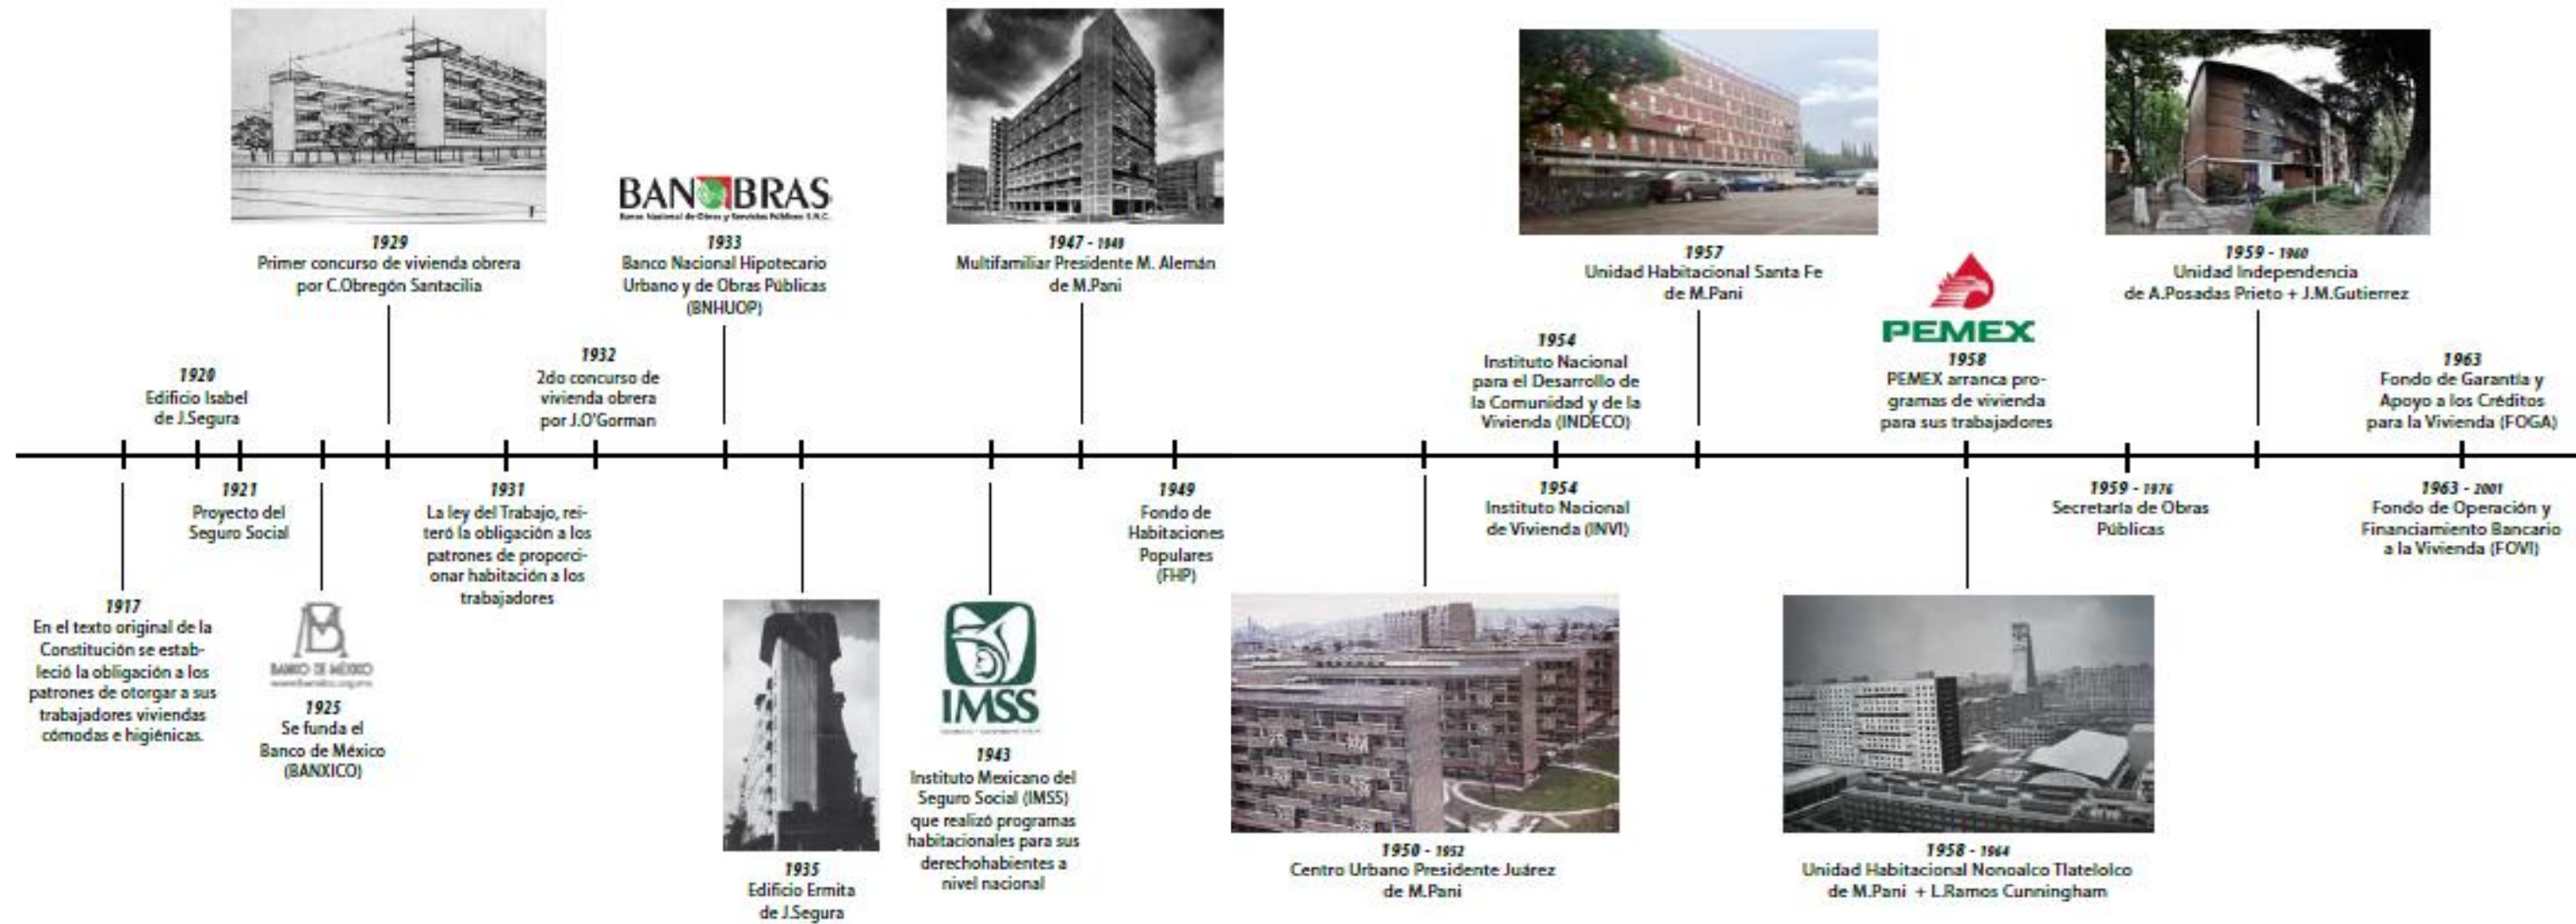 BANOBRAS
Banco Nacional de Obras y Servicios Públicos S.N.C.
1929
Primer concurso de vivienda obrera
por C.Obregón Santacilia
1933
Banco Nacional Hipotecario
Urbano y de Obras Públicas
(BNHUOP)
1947 - 1949
Multifamiliar Presidente M. Alemán
de M.Pani
1957
Unidad Habitacional Santa Fe
de M.Pani
1959 - 1960
Unidad Independencia
de A.Posadas Prieto + J.M.Gutierrez
1920
Edificio Isabel
de J.Segura
1932
2do concurso de
vivienda obrera
por J.O'Gorman
1954
Instituto Nacional
para el Desarrollo de
la Comunidad y de la
Vivienda (INDECO)
PEMEX
1958
PEMEX arranca pro-
gramas de vivienda
para sus trabajadores
1963
Fondo de Garantía y
Apoyo a los Créditos
para la Vivienda (FOGA)
1921
Proyecto del
Seguro Social
1931
La ley del Trabajo, rei-
teró la obligación a los
patrones de proporci-
onar habitación a los
trabajadores
1949
Fondo de
Habitaciones
Populares
(FHP)
1954
Instituto Nacional
de Vivienda (INVI)
1959 - 1976
Secretaría de Obras
Públicas
1963 - 2001
Fondo de Operación y
Financiamiento Bancario
a la Vivienda (FOVI)
1917
En el texto original de la
Constitución se estab-
leció la obligación a los
patrones de otorgar a sus
trabajadores viviendas
cómodas e higiénicas.
BANCO DE MÉXICO
1925
Se funda el
Banco de México
(BANXICO)
1935
Edificio Ermita
de J.Segura
IMSS
1943
Instituto Mexicano del
Seguro Social (IMSS)
que realizó programas
habitacionales para sus
derechohabientes a
nivel nacional
1950 - 1952
Centro Urbano Presidente Juárez
de M.Pani
1958 - 1964
Unidad Habitacional Nonoalco Tlatelolco
de M.Pani + L.Ramos Cunningham